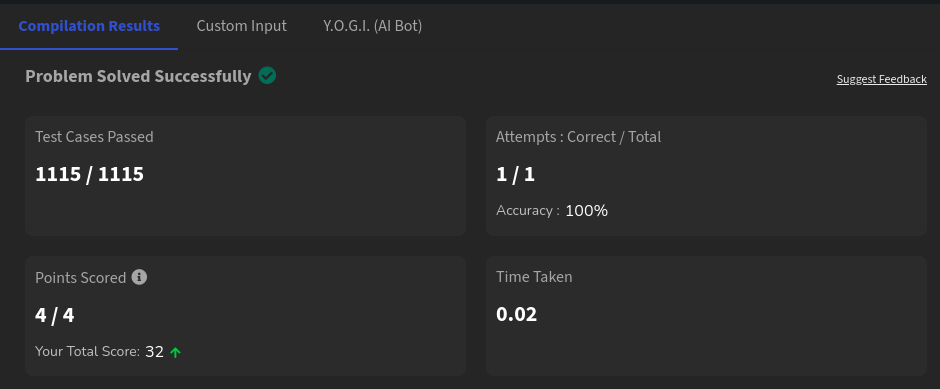 Compilation Results
Custom Input
Y.O.G.I. (AI Bot)
Problem Solved Successfully
Suggest Feedback
Test Cases Passed
1115 / 1115
Attempts : Correct / Total
1 / 1
Accuracy : 100%
Points Scored
4 / 4
Your Total Score: 32
Time Taken
0.02